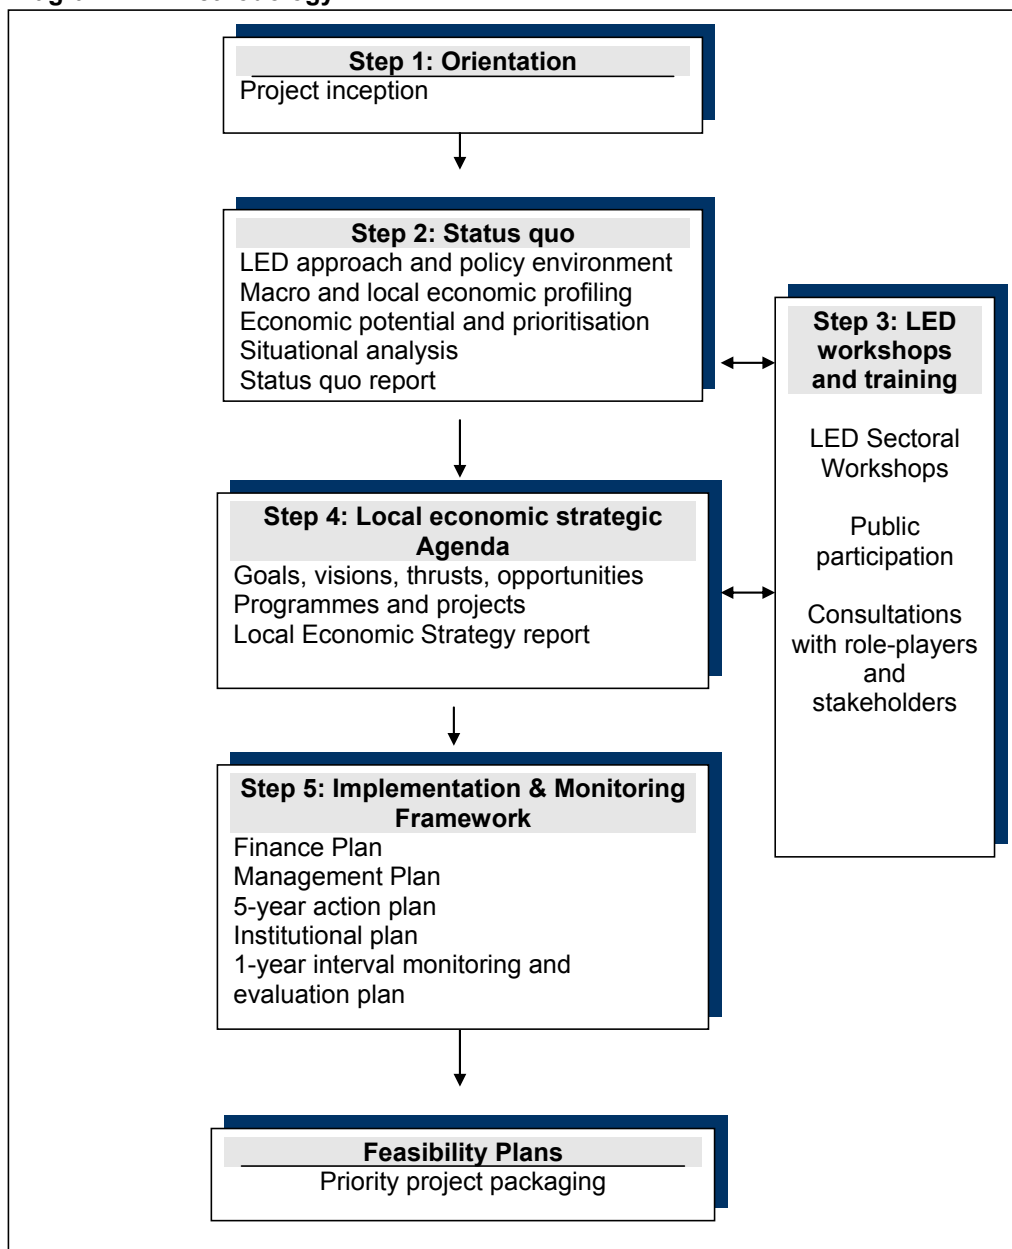 Step 1: Orientation
Project inception
Step 2: Status quo
LED approach and policy environment
Macro and local economic profiling
Economic potential and prioritisation
Situational analysis
Status quo report
Step 3: LED
workshops
and training
LED Sectoral
Workshops
Public
participation
Consultations
with role-players
and
stakeholders
Step 4: Local economic strategic
Agenda
Goals, visions, thrusts, opportunities
Programmes and projects
Local Economic Strategy report
Step 5: Implementation & Monitoring
Framework
Finance Plan
Management Plan
5-year action plan
Institutional plan
1-year interval monitoring and
evaluation plan
Feasibility Plans
Priority project packaging